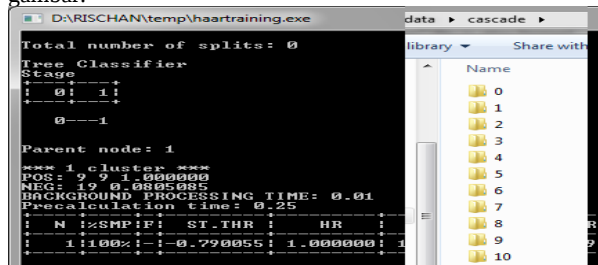 gambar.
D:\RISCHAN\temp\haartraining.exe
Total number of splits: 0
Tree Classifier
Stage
+---+---+
| 0| 1|
+---+---+
0---1
Parent node: 1
*** 1 cluster ***
POS: 9 9 1.000000
NEG: 19 0.0805085
BACKGROUND PROCESSING TIME: 0.01
Precalculation time: 0.25
| N |%SMP|F| ST.THR | HR |
| 1|100%|-|-0.790055| 1.000000| 1
data ▸ cascade ▸
library Share with
Name
0
1
2
3
4
5
6
7
8
9
10
R
9